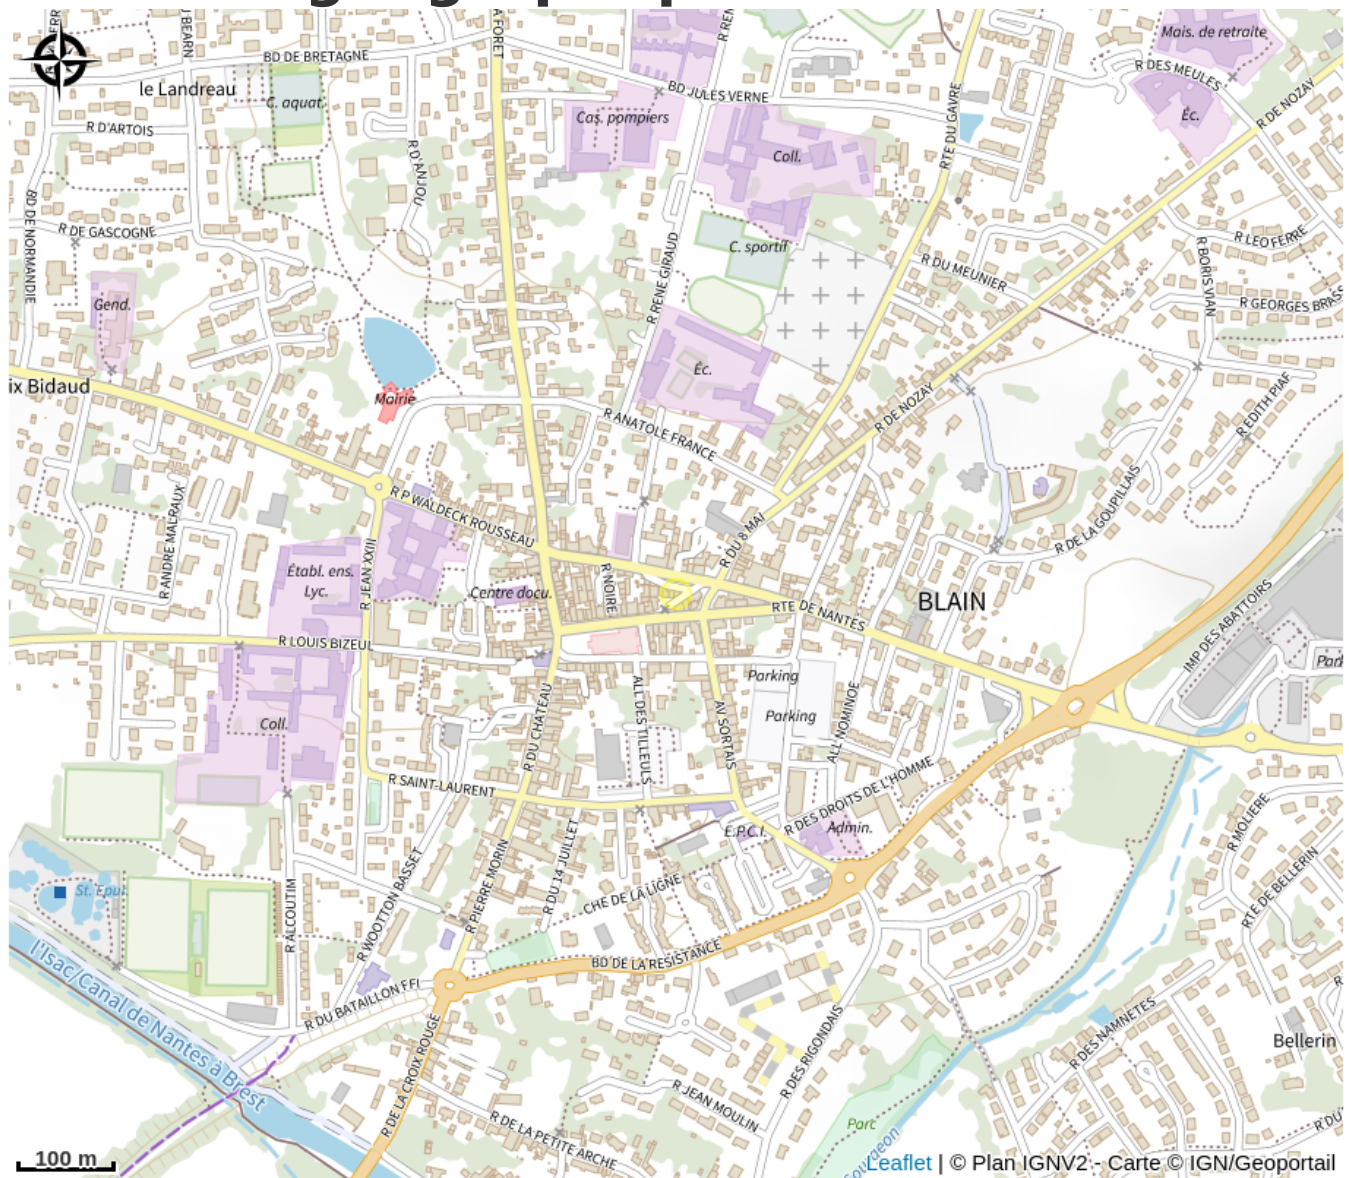 BD DE BRETAGNE
le Landreau
C. aquat.
R D'ARTOIS
R D'ANJOU
BD DE NORMANDIE
R DE GASCOGNE
Gend.
ix Bidaud
Mairie
A FORET
BEARN
BD JULES VERNE
Cas. pompiers
Coll.
C. sportif
R RENE GIRAUD
Éc.
RTE DU GAVRE
Mais. de retraite
R DES MEULES
Éc.
R DE NOZAY
R DU MEUNIER
R LEO FERRE
R BORIS VIAN
R GEORGES BRASS
R EDITH PIAF
R DE NOZAY
R ANATOLE FRANCE
R P WALDECK ROUSSEAU
R ANDRE MALRAUX
R JEAN XXIII
Établ. ens.
Lyc.
Centre docu.
R NOIRE
R DU 8 MAI
R DE LA GOUPILLAIS
BLAIN
RTE DE NANTES
IMP DES ABATTOIRS
R LOUIS BIZEUL
Coll.
R DU CHATEAU
ALL DES TILLEULS
AV SORTAIS
Parking
Parking
ALL NOMINOE
R SAINT-LAURENT
R DES DROITS DE L'HOMME
E.P.C.I.
Admin.
R MOLIERE
RTE DE BELLERIN
St. Épur.
R ALCOUTIM
R WOOTTON BASSET
R PIERRE MORIN
R DU 14 JUILLET
CHE DE LA LIGNE
BD DE LA RESISTANCE
l'Isac/Canal de Nantes à Brest
R DU BATAILLON FFI
R DE LA CROIX ROUGE
R DE LA PETITE ARCHE
R JEAN MOULIN
R DES RIGONDAIS
R DES NAMNETES
Bellerin
Parc
100 m
Leaflet | © Plan IGNV2 - Carte © IGN/Geoportail